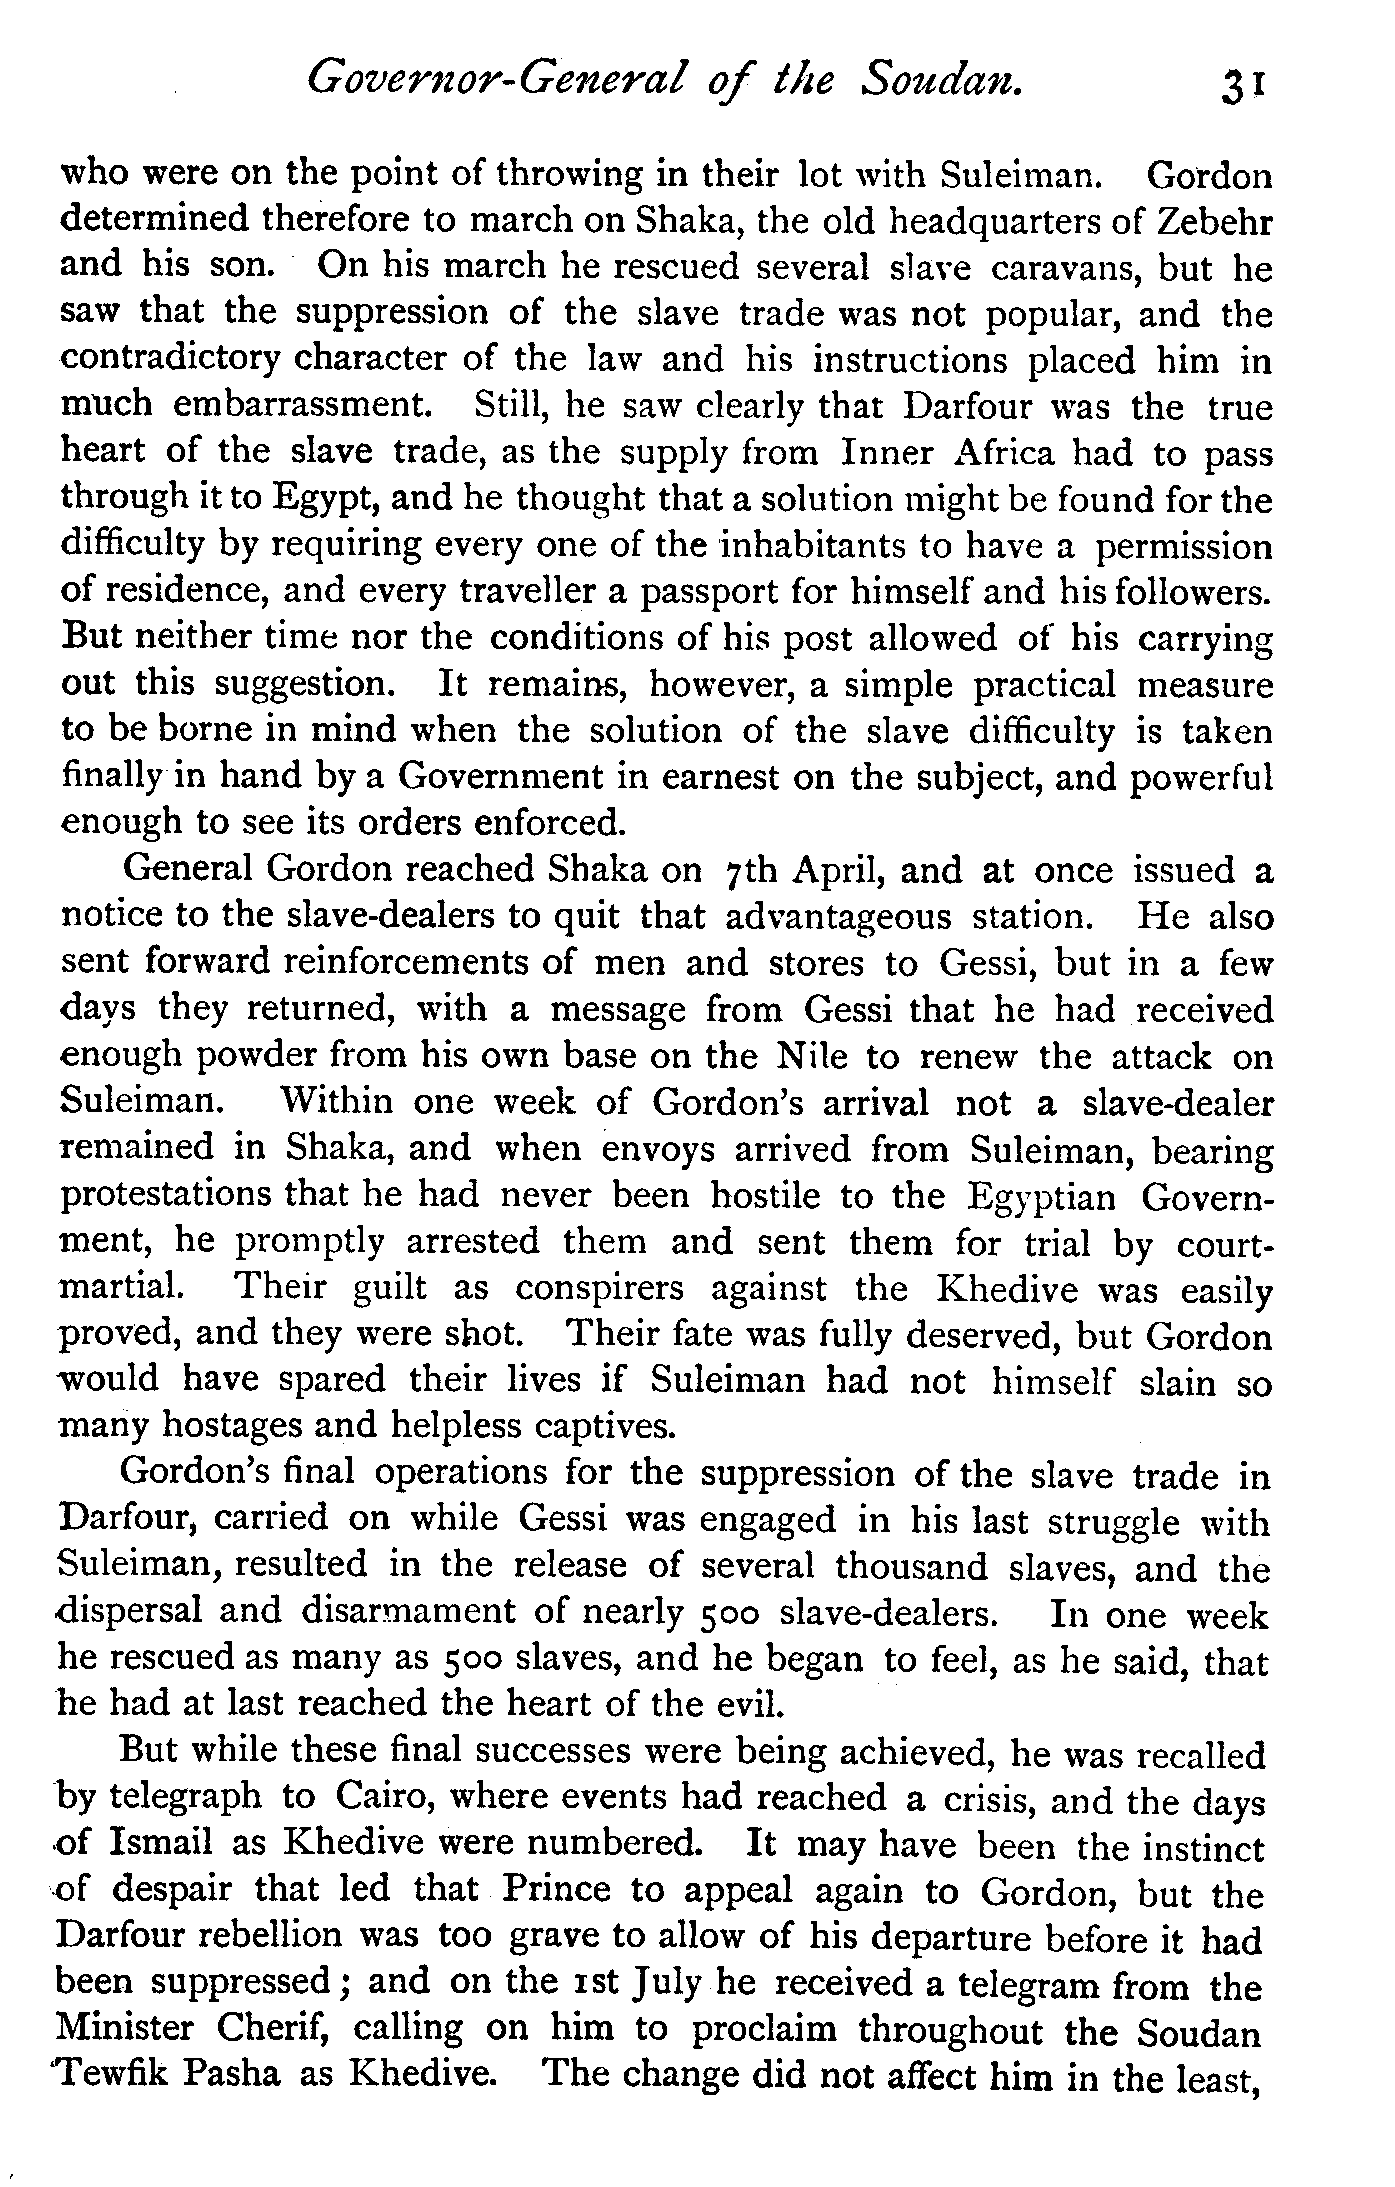 Governor-General of the Soudan. 31
who were on the point of throwing in their lot with Suleiman. Gordon
determined therefore to march on Shaka, the old headquarters of Zebehr
and his son. On his march he rescued several slave caravans, but he
saw that the suppression of the slave trade was not popular, and the
contradictory character of the law and his instructions placed him in
much embarrassment. Still, he saw clearly that Darfour was the true
heart of the slave trade, as the supply from Inner Africa had to pass
through it to Egypt, and he thought that a solution might be found for the
difficulty by requiring every one of the inhabitants to have a permission
of residence, and every traveller a passport for himself and his followers.
But neither time nor the conditions of his post allowed of his carrying
out this suggestion. It remains, however, a simple practical measure
to be borne in mind when the solution of the slave difficulty is taken
finally in hand by a Government in earnest on the subject, and powerful
enough to see its orders enforced.
General Gordon reached Shaka on 7th April, and at once issued a
notice to the slave-dealers to quit that advantageous station. He also
sent forward reinforcements of men and stores to Gessi, but in a few
days they returned, with a message from Gessi that he had received
enough powder from his own base on the Nile to renew the attack on
Suleiman. Within one week of Gordon's arrival not a slave-dealer
remained in Shaka, and when envoys arrived from Suleiman, bearing
protestations that he had never been hostile to the Egyptian Govern-
ment, he promptly arrested them and sent them for trial by court-
martial. Their guilt as conspirers against the Khedive was easily
proved, and they were shot. Their fate was fully deserved, but Gordon
would have spared their lives if Suleiman had not himself slain so
many hostages and helpless captives.
Gordon's final operations for the suppression of the slave trade in
Darfour, carried on while Gessi was engaged in his last struggle with
Suleiman, resulted in the release of several thousand slaves, and the
dispersal and disarmament of nearly 500 slave-dealers. In one week
he rescued as many as 500 slaves, and he began to feel, as he said, that
he had at last reached the heart of the evil.
But while these final successes were being achieved, he was recalled
by telegraph to Cairo, where events had reached a crisis, and the days
of Ismail as Khedive were numbered. It may have been the instinct
of despair that led that Prince to appeal again to Gordon, but the
Darfour rebellion was too grave to allow of his departure before it had
been suppressed; and on the 1st July he received a telegram from the
Minister Cherif, calling on him to proclaim throughout the Soudan
Tewfik Pasha as Khedive. The change did not affect him in the least,